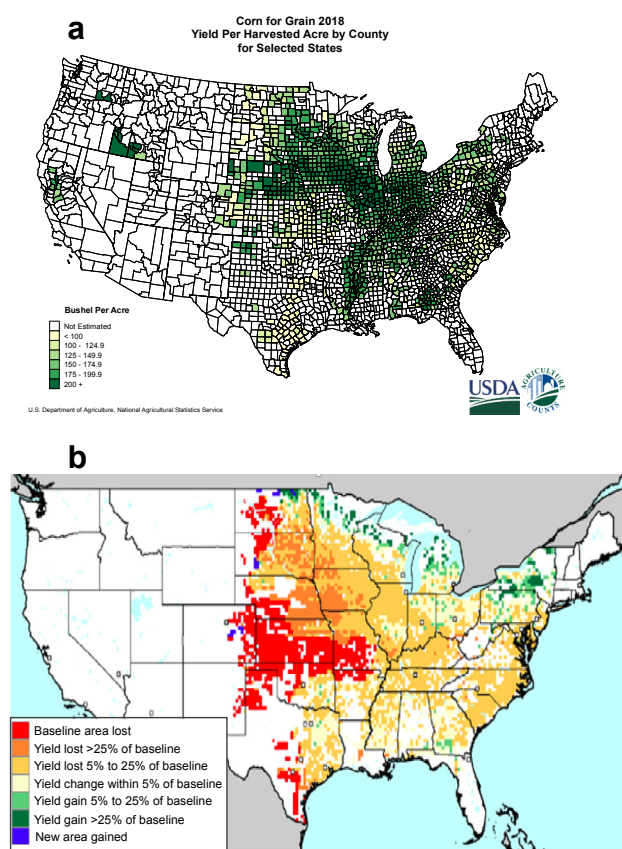 a
Corn for Grain 2018
Yield Per Harvested Acre by County
for Selected States
Bushel Per Acre
Not Estimated
< 100
100 - 124.9
125 - 149.9
150 - 174.9
175 - 199.9
200 +
USDA
AGRICULTURE
COUNTS
U.S. Department of Agriculture, National Agricultural Statistics Service
b
Baseline area lost
Yield lost >25% of baseline
Yield lost 5% to 25% of baseline
Yield change within 5% of baseline
Yield gain 5% to 25% of baseline
Yield gain >25% of baseline
New area gained